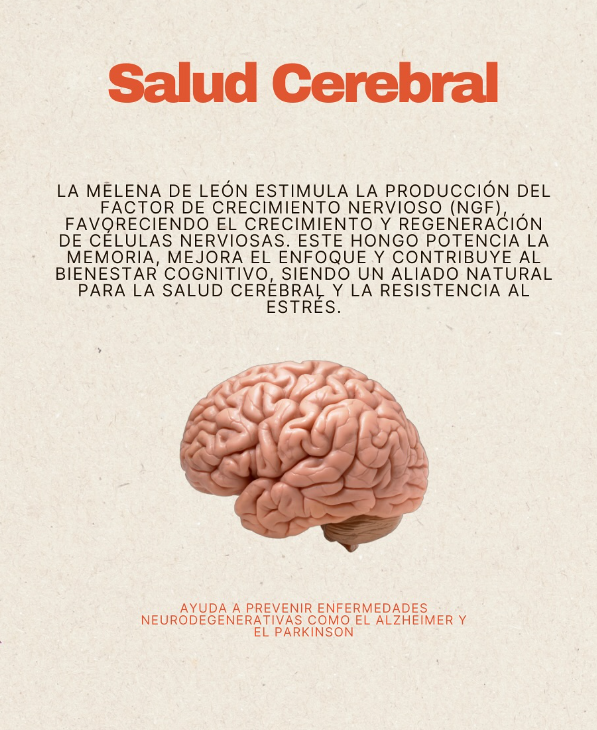 Salud Cerebral
LA MELENA DE LEÓN ESTIMULA LA PRODUCCIÓN DEL
FACTOR DE CRECIMIENTO NERVIOSO (NGF),
FAVORECIENDO EL CRECIMIENTO Y REGENERACIÓN
DE CÉLULAS NERVIOSAS. ESTE HONGO POTENCIA LA
MEMORIA, MEJORA EL ENFOQUE Y CONTRIBUYE AL
BIENESTAR COGNITIVO, SIENDO UN ALIADO NATURAL
PARA LA SALUD CEREBRAL Y LA RESISTENCIA AL
ESTRÉS.
AYUDA A PREVENIR ENFERMEDADES
NEURODEGENERATIVAS COMO EL ALZHEIMER Y
EL PARKINSON